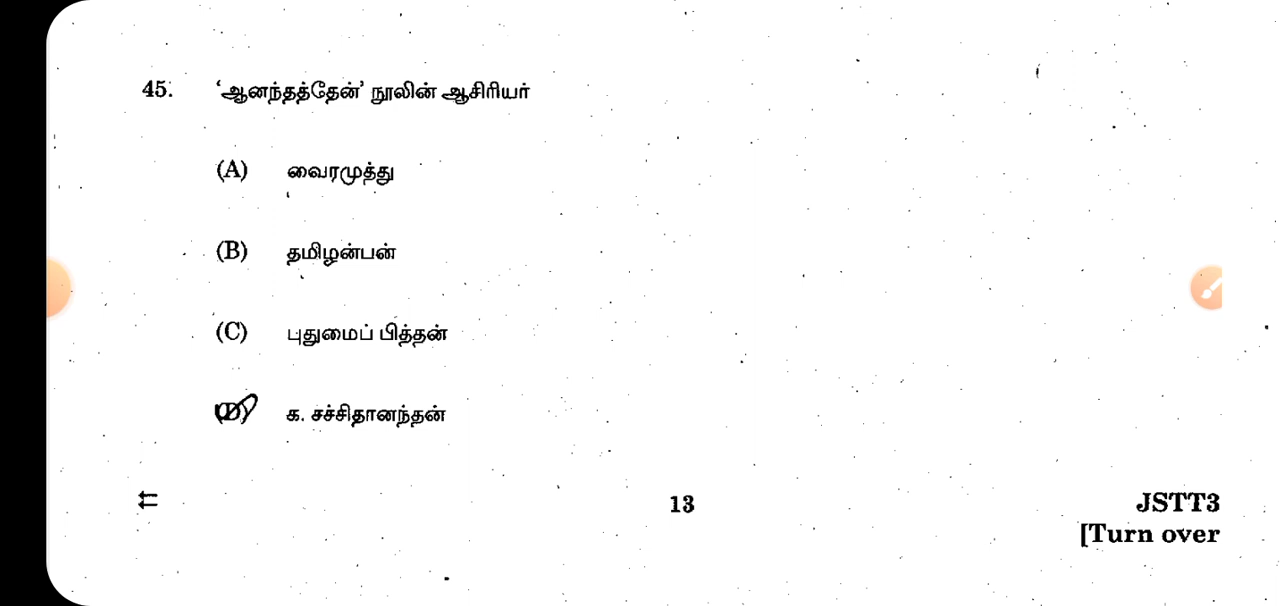 45. ‘ஆனந்தத்தேன்’ நூலின் ஆசிரியர்
(A) வைரமுத்து
(B) தமிழன்பன்
(C) புதுமைப் பித்தன்
(D) க. சச்சிதானந்தன்
13
JSTT3
[Turn over